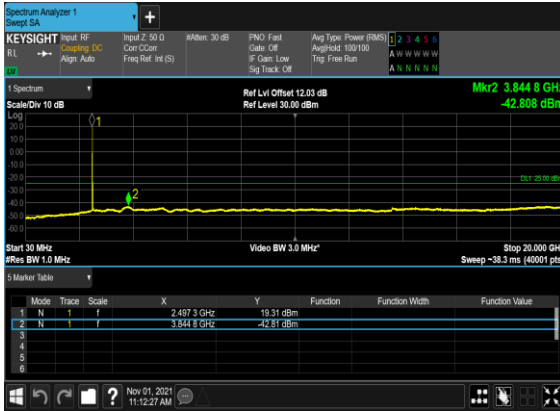 Spectrum Analyzer 1
Swept SA
+
KEYSIGHT Input: RF Input Z: 50 Ω #Atten: 30 dB PNO: Fast Avg Type: Power (RMS) 1 2 3 4 5 6
RL Coupling: DC Corr CCorr Gate: Off Avg|Hold: 100/100 A W W W W W
Align: Auto Freq Ref: Int (S) IF Gain: Low Trig: Free Run
Sig Track: Off A N N N N N
1 Spectrum Ref Lvl Offset 12.03 dB Mkr2 3.844 8 GHz
Scale/Div 10 dB Ref Level 30.00 dBm -42.808 dBm
Log
20.0
10.0
0.00
-10.0
-20.0
-30.0
-40.0
-50.0
-60.0
1
2
DL1 -25.00 dBm
Start 30 MHz Video BW 3.0 MHz* Stop 20.000 GHz
#Res BW 1.0 MHz Sweep ~38.3 ms (40001 pts)
5 Marker Table
Mode Trace Scale X Y Function Function Width Function Value
1 N 1 f 2.497 3 GHz 19.31 dBm
2 N 1 f 3.844 8 GHz -42.81 dBm
3
4
5
6
? Nov 01, 2021
11:12:27 AM